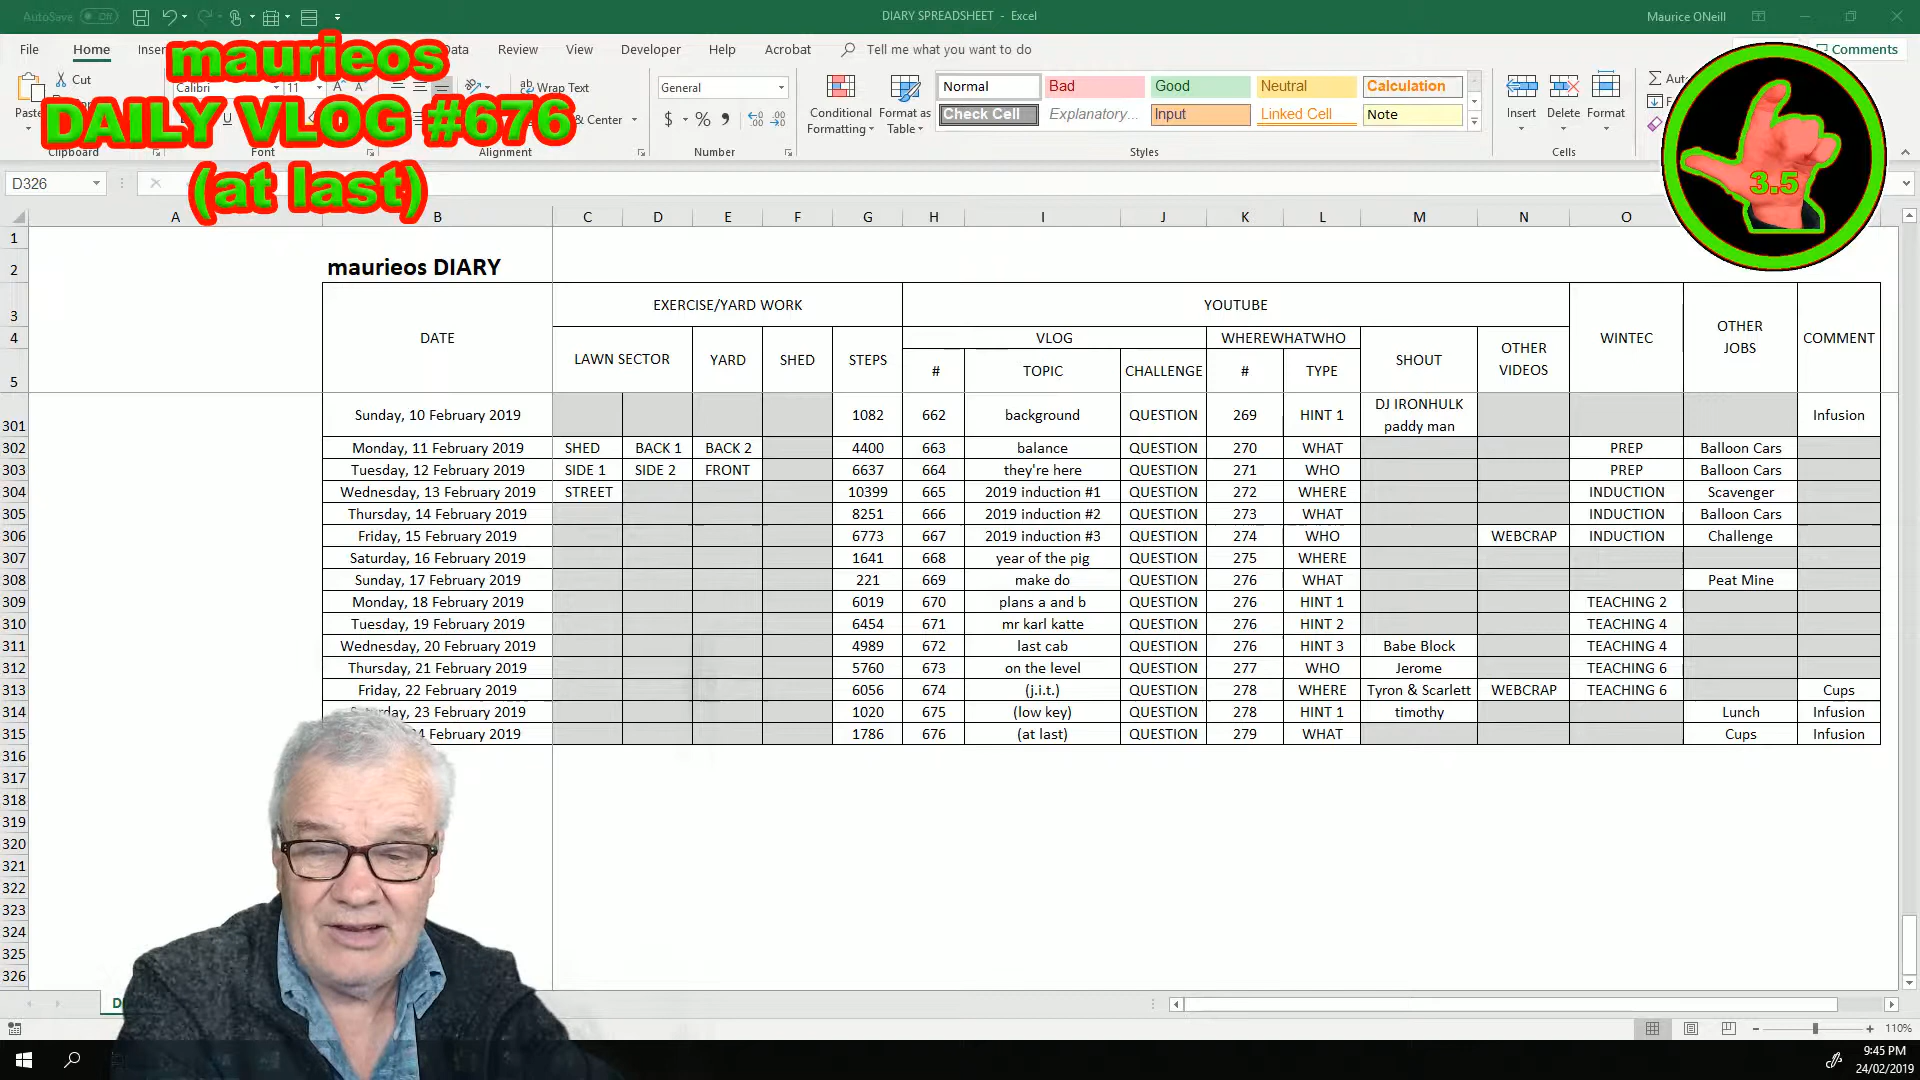 AutoSave Off
DIARY SPREADSHEET - Excel
Maurice ONeill
File Home Data Review View Developer Help Acrobat Tell me what you want to do
Comments
maurieos
DAILY VLOG #676
(at last)
3.5
Cut
Paste
Calibri 11
Wrap Text
General
Conditional Formatting
Format as Table
Normal Bad Good Neutral Calculation
Check Cell Explanatory... Input Linked Cell Note
Insert Delete Format
Clipboard Font Alignment Number Styles Cells
D326
A B C D E F G H I J K L M N O
1
2 maurieos DIARY
3 EXERCISE/YARD WORK YOUTUBE
4 DATE LAWN SECTOR YARD SHED STEPS VLOG WHEREWHATWHO SHOUT OTHER VIDEOS WINTEC OTHER JOBS COMMENT
5 # TOPIC CHALLENGE # TYPE
301 Sunday, 10 February 2019 1082 662 background QUESTION 269 HINT 1 DJ IRONHULK paddy man Infusion
302 Monday, 11 February 2019 SHED BACK 1 BACK 2 4400 663 balance QUESTION 270 WHAT PREP Balloon Cars
303 Tuesday, 12 February 2019 SIDE 1 SIDE 2 FRONT 6637 664 they're here QUESTION 271 WHO PREP Balloon Cars
304 Wednesday, 13 February 2019 STREET 10399 665 2019 induction #1 QUESTION 272 WHERE INDUCTION Scavenger
305 Thursday, 14 February 2019 8251 666 2019 induction #2 QUESTION 273 WHAT INDUCTION Balloon Cars
306 Friday, 15 February 2019 6773 667 2019 induction #3 QUESTION 274 WHO WEBCRAP INDUCTION Challenge
307 Saturday, 16 February 2019 1641 668 year of the pig QUESTION 275 WHERE
308 Sunday, 17 February 2019 221 669 make do QUESTION 276 WHAT Peat Mine
309 Monday, 18 February 2019 6019 670 plans a and b QUESTION 276 HINT 1 TEACHING 2
310 Tuesday, 19 February 2019 6454 671 mr karl katte QUESTION 276 HINT 2 TEACHING 4
311 Wednesday, 20 February 2019 4989 672 last cab QUESTION 276 HINT 3 Babe Block TEACHING 4
312 Thursday, 21 February 2019 5760 673 on the level QUESTION 277 WHO Jerome TEACHING 6
313 Friday, 22 February 2019 6056 674 (j.i.t.) QUESTION 278 WHERE Tyron & Scarlett WEBCRAP TEACHING 6 Cups
314 23 February 2019 1020 675 (low key) QUESTION 278 HINT 1 timothy Lunch Infusion
315 February 2019 1786 676 (at last) QUESTION 279 WHAT Cups Infusion
316
317
318
319
320
321
322
323
324
325
326
110%
9:45 PM
24/02/2019